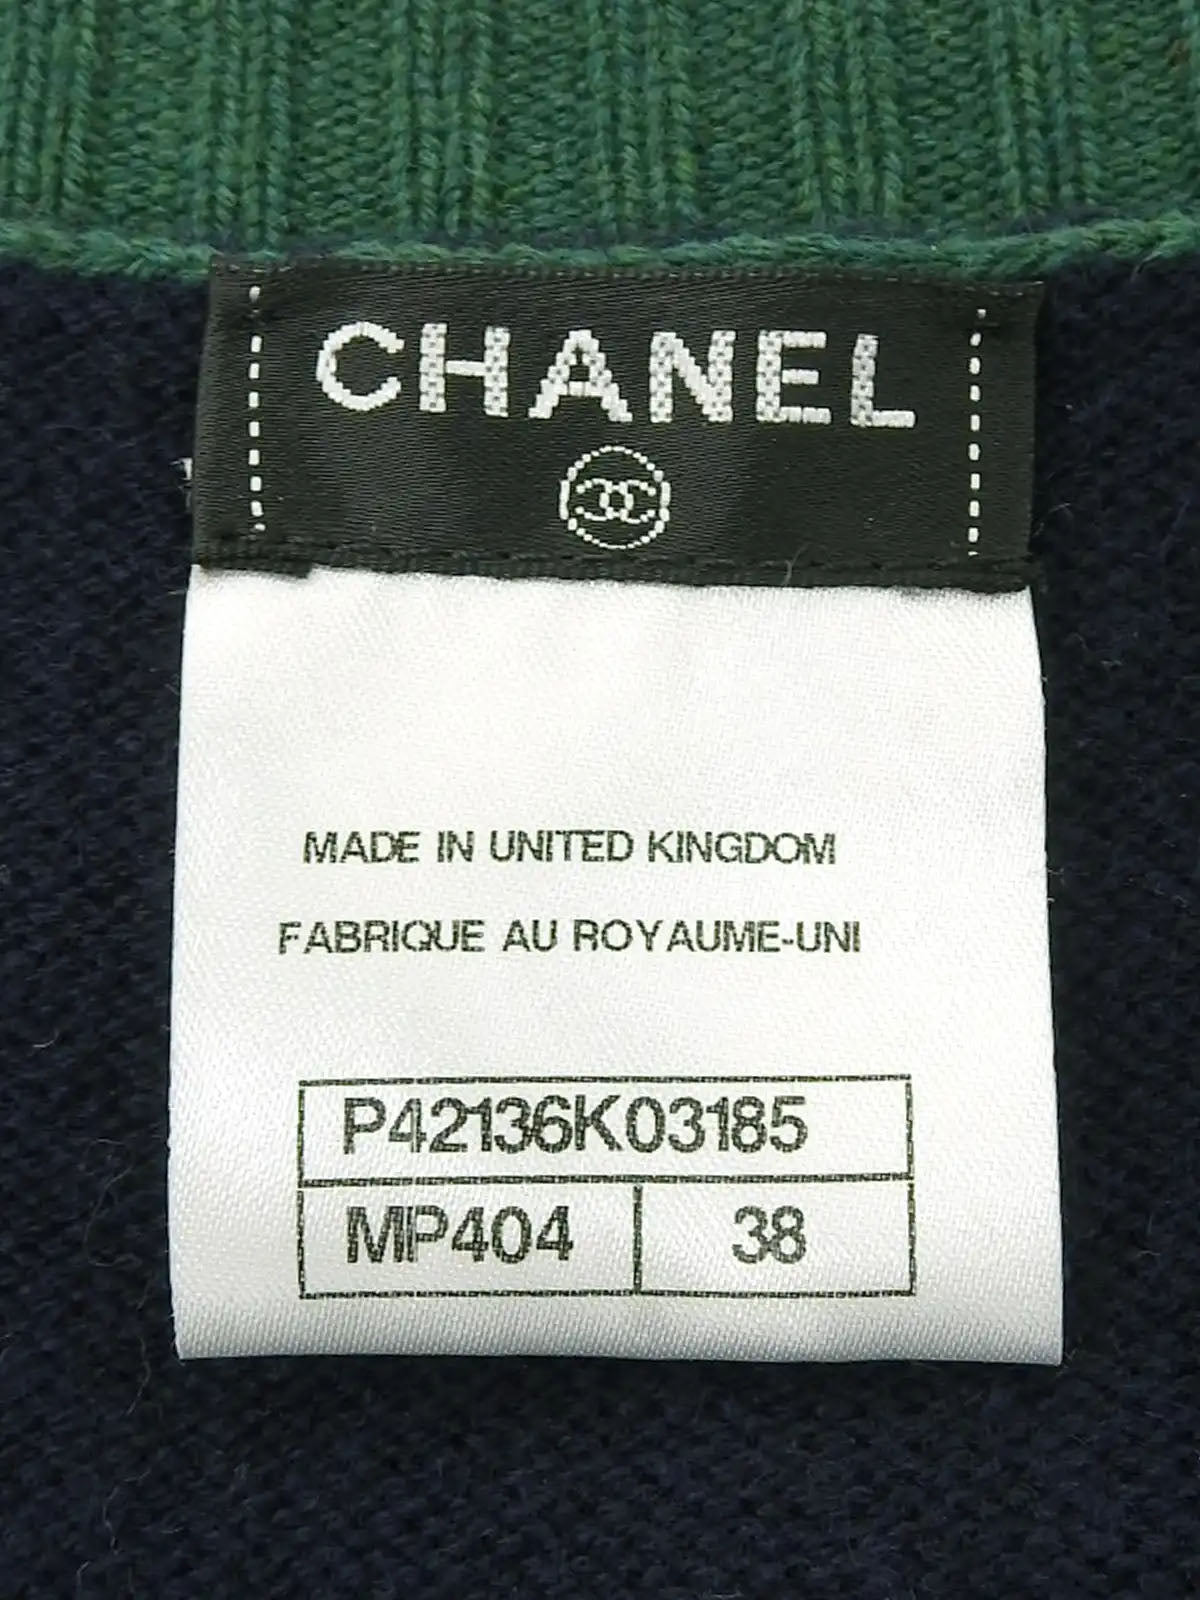 CHANEL
MADE IN UNITED KINGDOM
FABRIQUE AU ROYAUME-UNI
P42136K03185
MP404 38